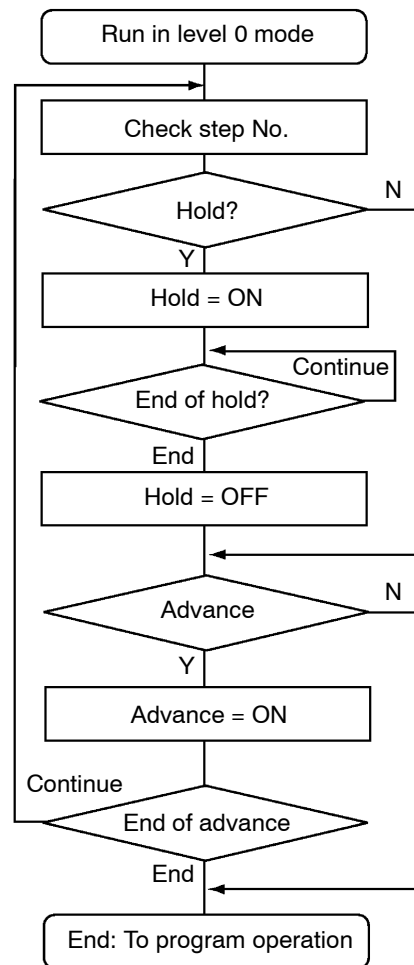 Run in level 0 mode
Check step No.
N
Hold?
Y
Hold = ON
Continue
End of hold?
End
Hold = OFF
N
Advance
Y
Advance = ON
Continue
End of advance
End
End: To program operation